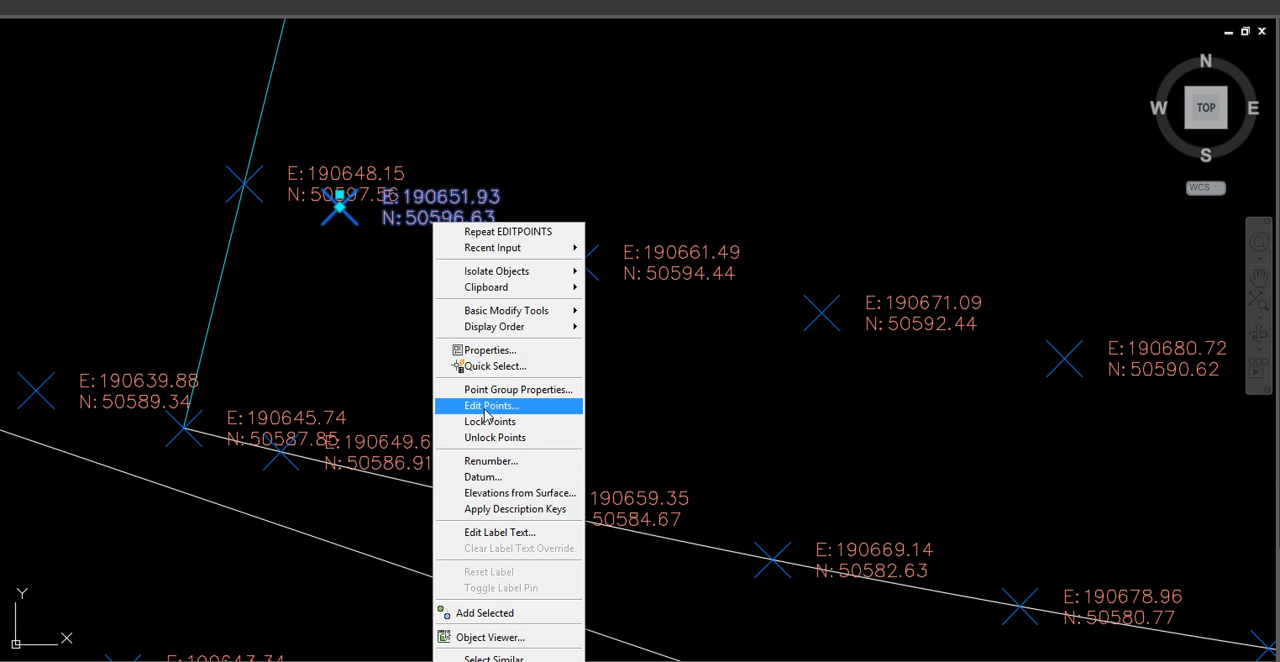 N
W
TOP
E
S
WCS
E:190648.15
N:50597.56
E:190651.93
N:50596.63
E:190661.49
N:50594.44
E:190671.09
N:50592.44
E:190680.72
N:50590.62
E:190639.88
N:50589.34
E:190645.74
N:50587.85
E:190649.6
N:50586.91
190659.35
50584.67
E:190669.14
N:50582.63
E:190678.96
N:50580.77
Repeat EDITPOINTS
Recent Input
Isolate Objects
Clipboard
Basic Modify Tools
Display Order
Properties...
Quick Select...
Point Group Properties...
Edit Points...
Lock Points
Unlock Points
Renumber...
Datum...
Elevations from Surface...
Apply Description Keys
Edit Label Text...
Clear Label Text Override
Reset Label
Toggle Label Pin
Add Selected
Object Viewer...
Select Similar
Y
X